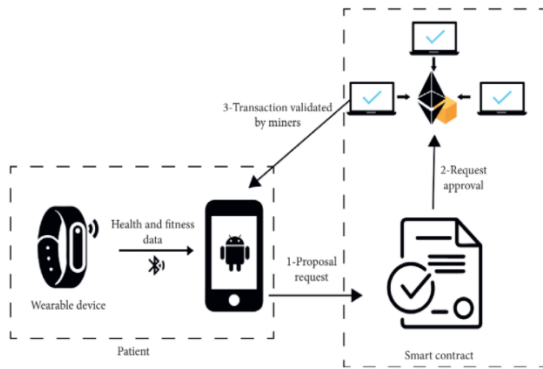 3-Transaction validated
by miners
2-Request
approval
Health and fitness
data
1-Proposal
request
Wearable device
Patient
Smart contract